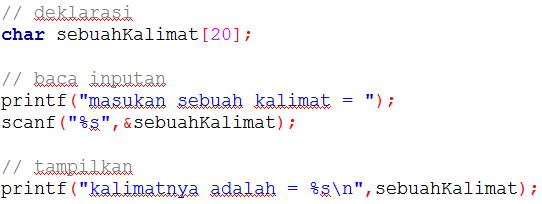 // deklarasi
char sebuahKalimat[20];
// baca inputan
printf("masukan sebuah kalimat = ");
scanf("%s",&sebuahKalimat);
// tampilkan
printf("kalimatnya adalah = %s\n",sebuahKalimat);